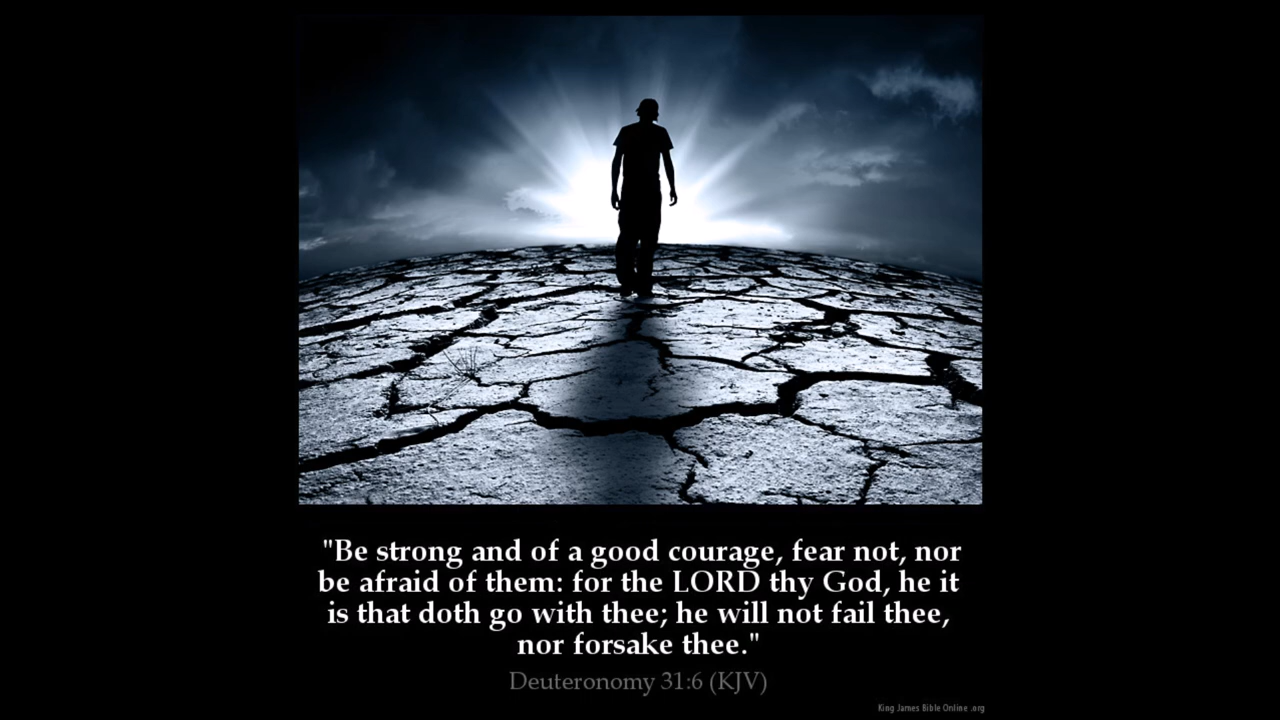 "Be strong and of a good courage, fear not, nor
be afraid of them: for the LORD thy God, he it
is that doth go with thee; he will not fail thee,
nor forsake thee."
Deuteronomy 31:6 (KJV)
King James Bible Online .org